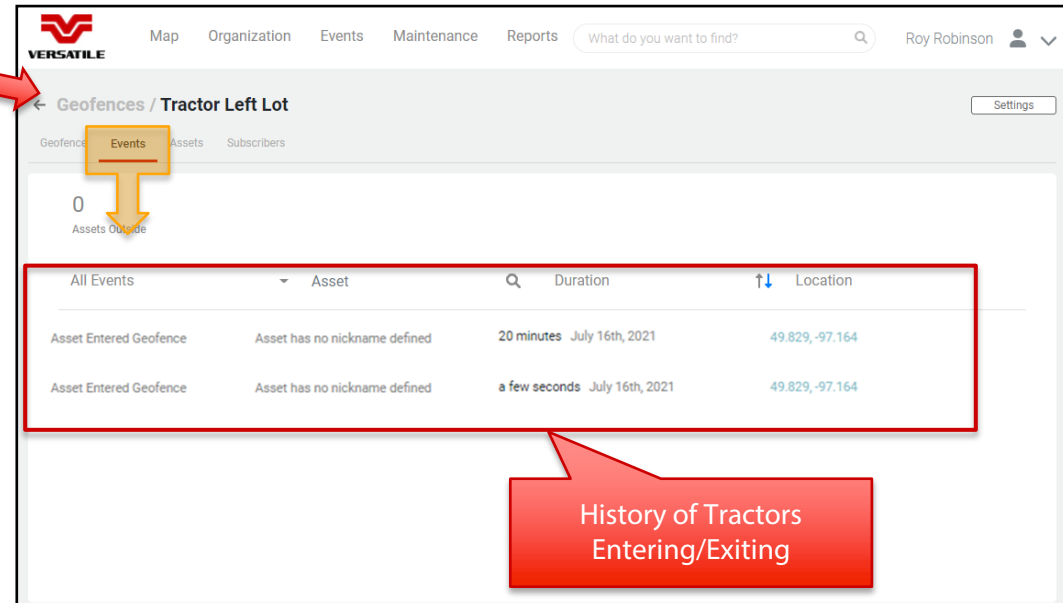 VERSATILE Map Organization Events Maintenance Reports What do you want to find? Roy Robinson
← Geofences / Tractor Left Lot Settings
Geofence Events Assets Subscribers
0
Assets Outside
All Events Asset Duration Location
Asset Entered Geofence Asset has no nickname defined 20 minutes July 16th, 2021 49.829, -97.164
Asset Entered Geofence Asset has no nickname defined a few seconds July 16th, 2021 49.829, -97.164
History of Tractors
Entering/Exiting